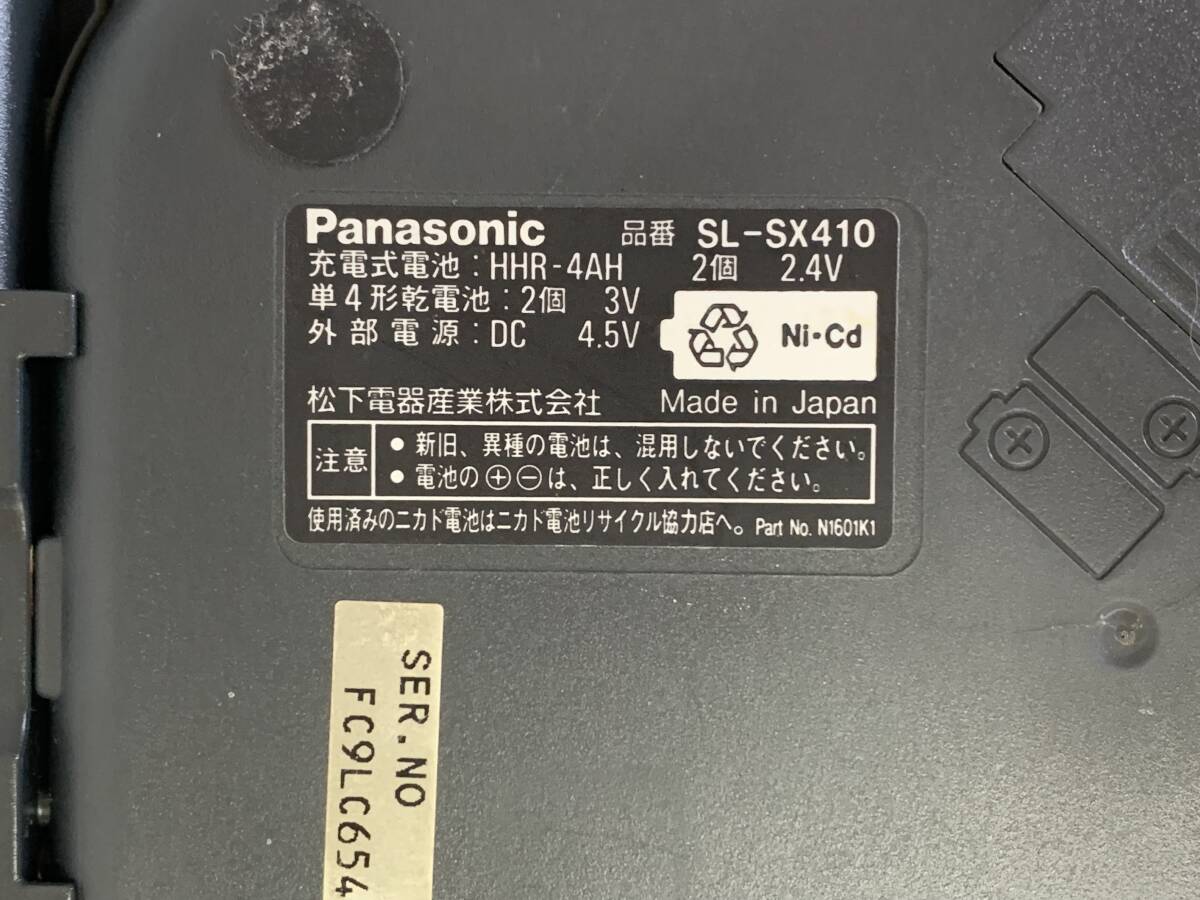 Panasonic 品番 SL-SX410
充電式電池:HHR-4AH 2個 2.4V
単4形乾電池:2個 3V
外部電源:DC 4.5V
Ni-Cd
松下電器産業株式会社 Made in Japan
注意
● 新旧、異種の電池は、混用しないでください。
● 電池の⊕⊖は、正しく入れてください。
使用済みのニカド電池はニカド電池リサイクル協力店へ。 Part No. N1601K1
SER.NO
FC9LC654